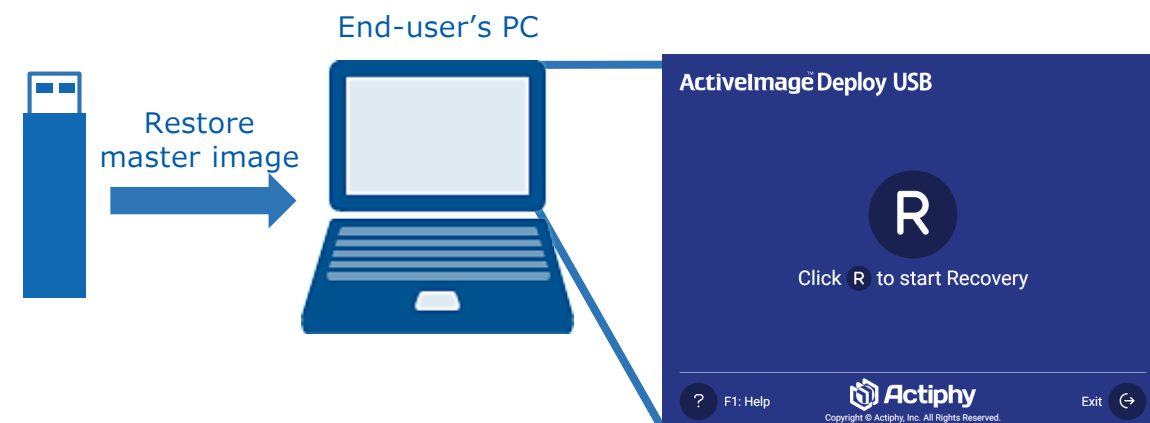 End-user's PC
Restore
master image
ActiveImage™ Deploy USB
R
Click R to start Recovery
? F1: Help
Actiphy
Copyright © Actiphy, Inc. All Rights Reserved.
Exit